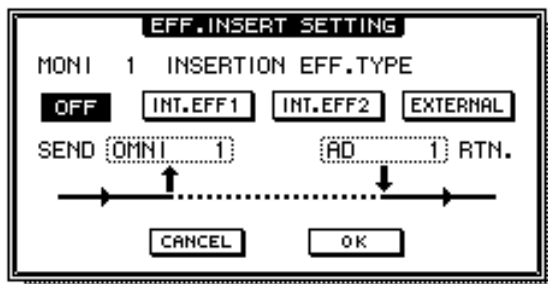 EFF.INSERT SETTING
MONI 1 INSERTION EFF.TYPE
OFF INT.EFF1 INT.EFF2 EXTERNAL
SEND OMNI 1 AD 1 RTN.
CANCEL OK